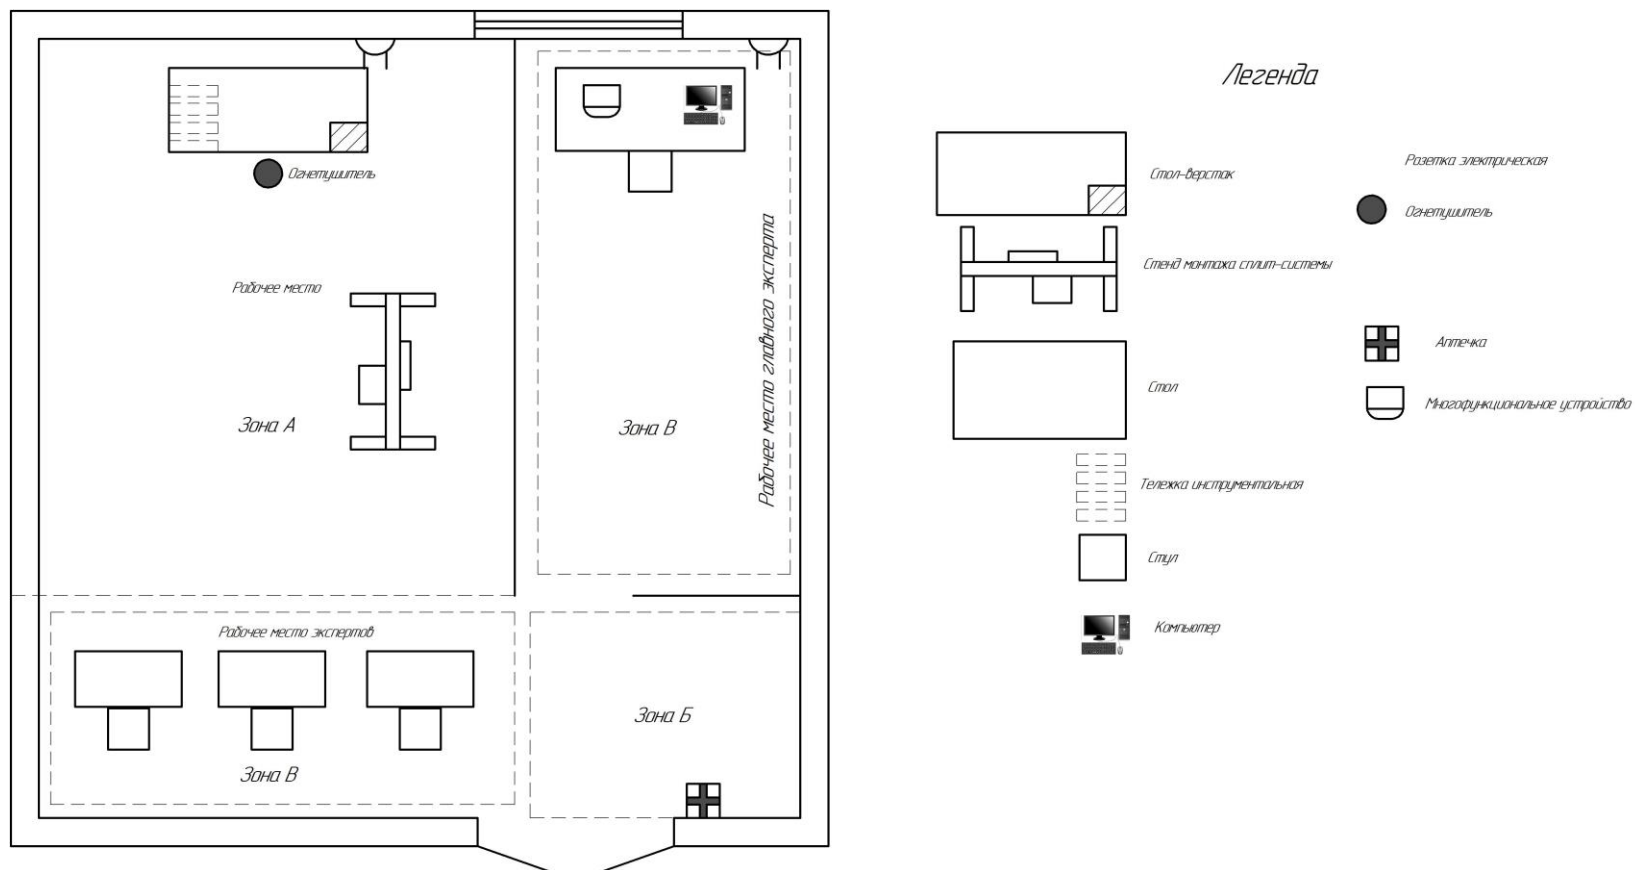 Огнетушитель
Рабочее место
Зона А
Зона В
Рабочее место главного эксперта
Рабочее место экспертов
Зона В
Зона Б
Легенда
Стол-верстак
Стенд монтажа сплит-системы
Стол
Тележка инструментальная
Стул
Компьютер
Розетка электрическая
Огнетушитель
Аптечка
Многофункциональное устройство